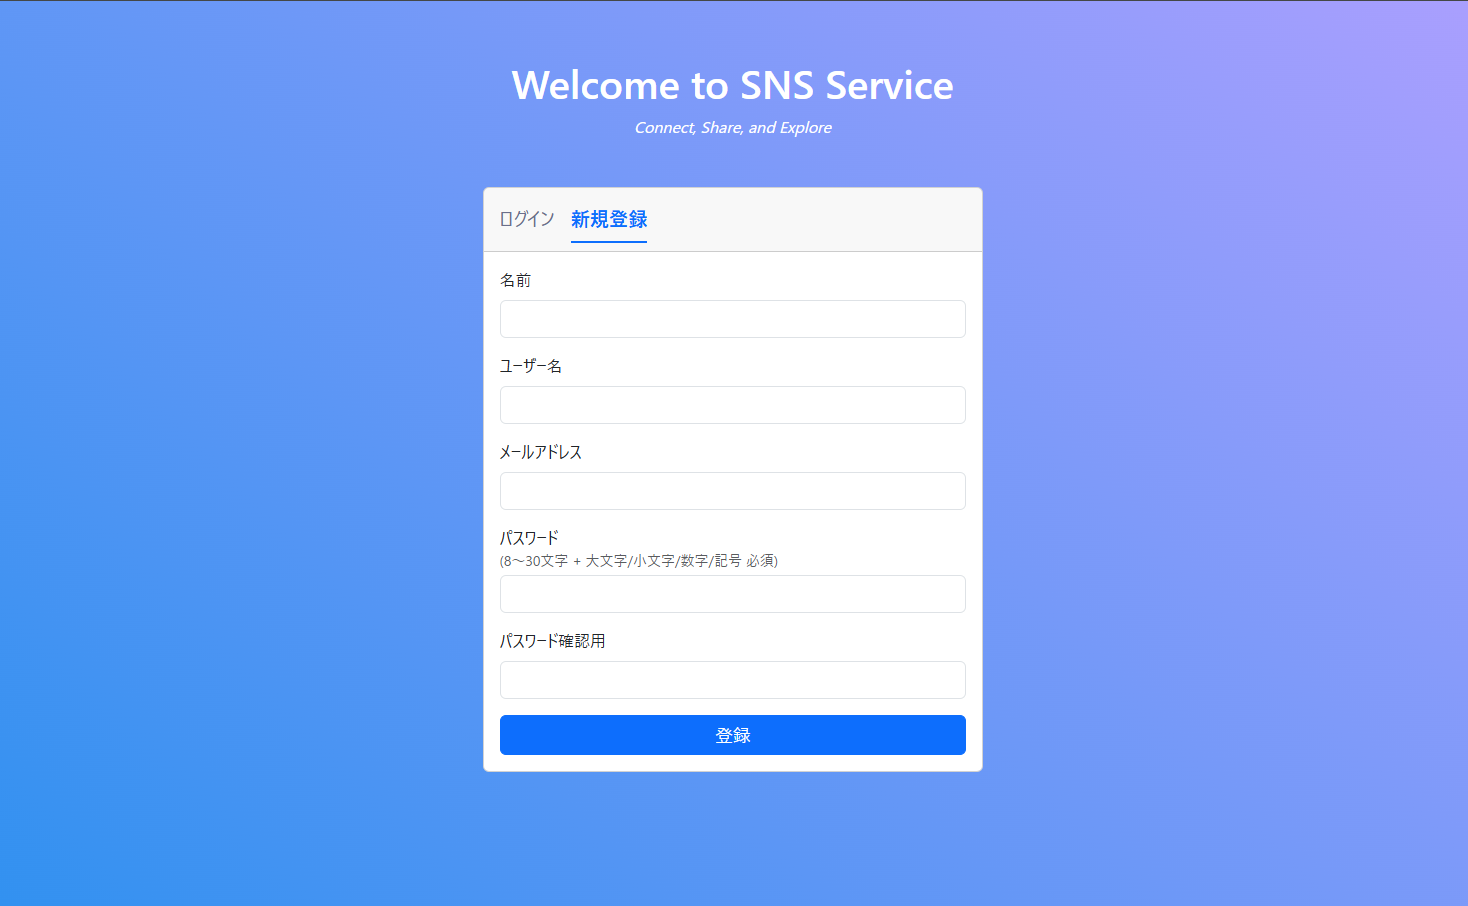 Welcome to SNS Service
Connect, Share, and Explore
ログイン 新規登録
名前
ユーザー名
メールアドレス
パスワード
(8～30文字 + 大文字/小文字/数字/記号 必須)
パスワード確認用
登録